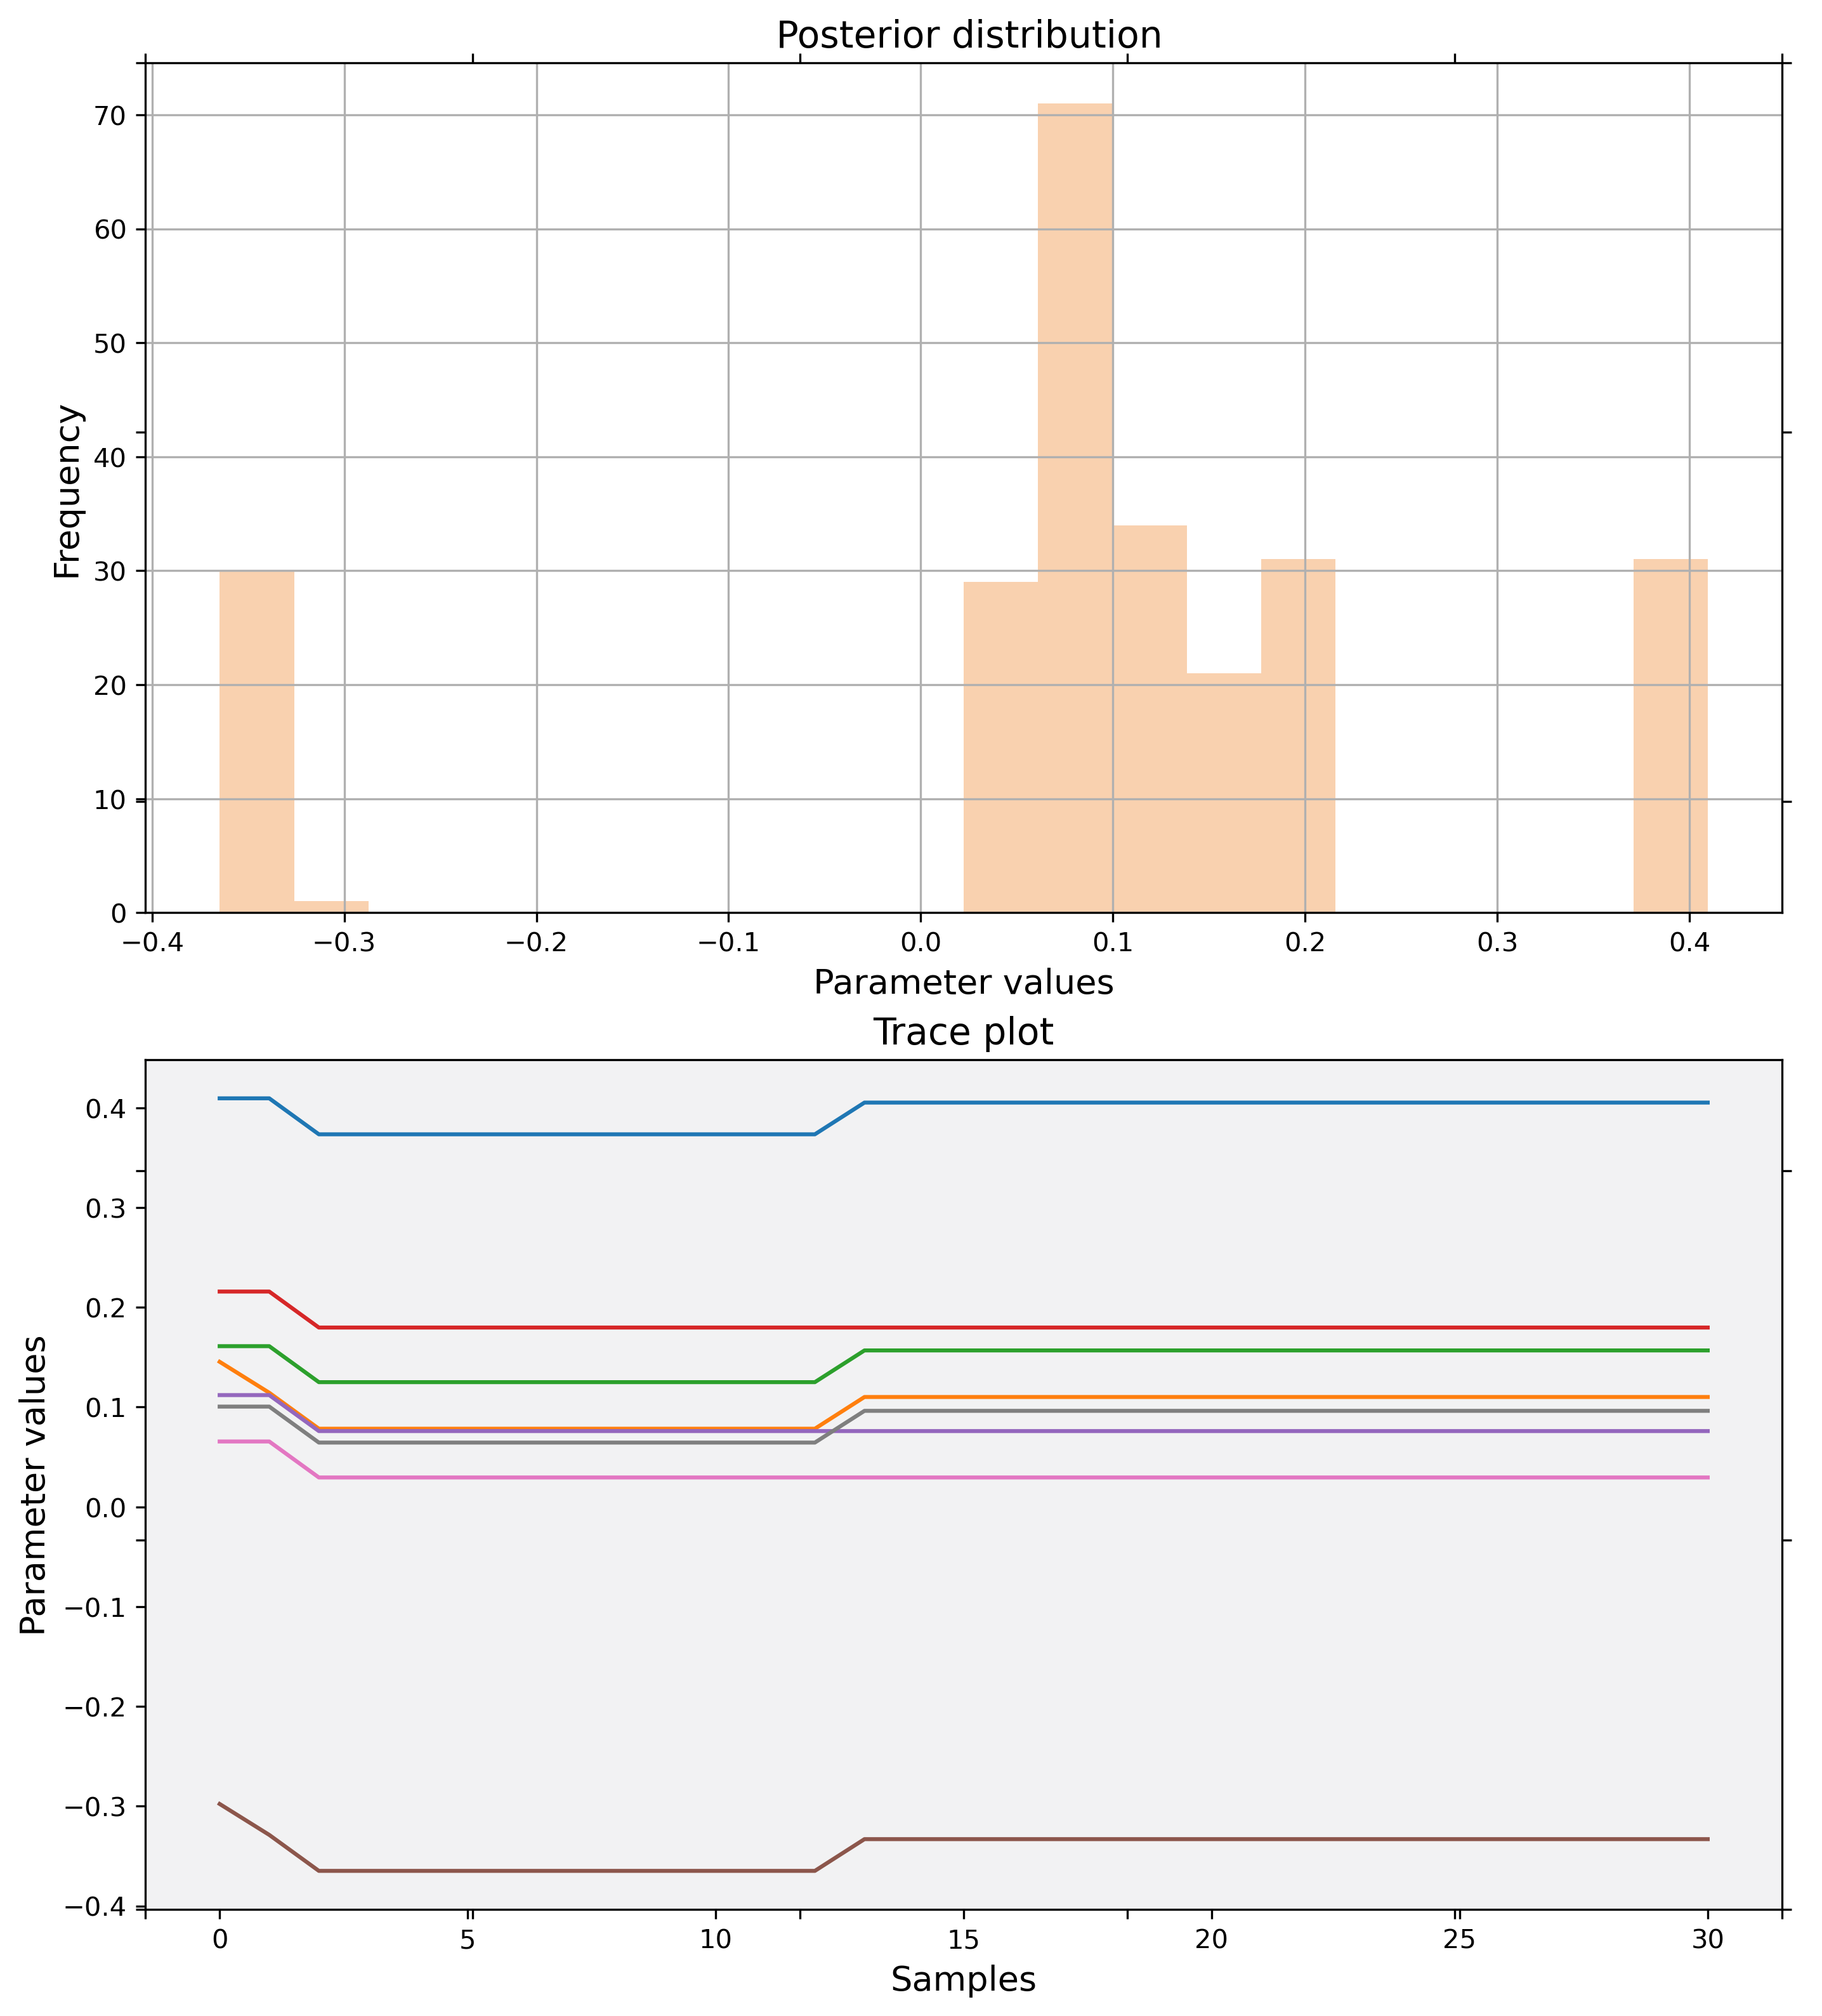 Posterior distribution
70
60
50
40
30
20
10
0
Frequency
−0.4 −0.3 −0.2 −0.1 0.0 0.1 0.2 0.3 0.4
Parameter values
Trace plot
0.4
0.3
0.2
0.1
0.0
−0.1
−0.2
−0.3
−0.4
Parameter values
0 5 10 15 20 25 30
Samples